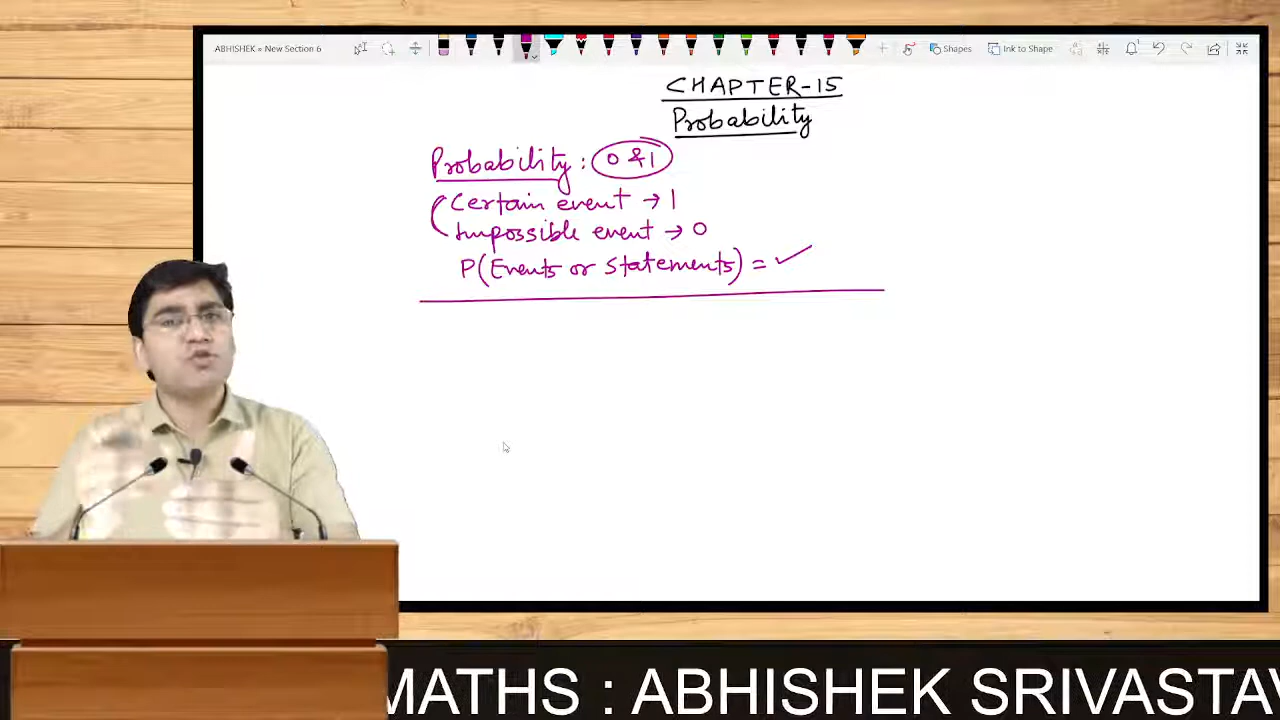 ABHISHEK » New Section 6
Shapes
Ink to Shape
CHAPTER-15
Probability
Probability : 0 & 1
Certain event → 1
Impossible event → 0
P(Events or Statements) = ✓
MATHS : ABHISHEK SRIVASTAV